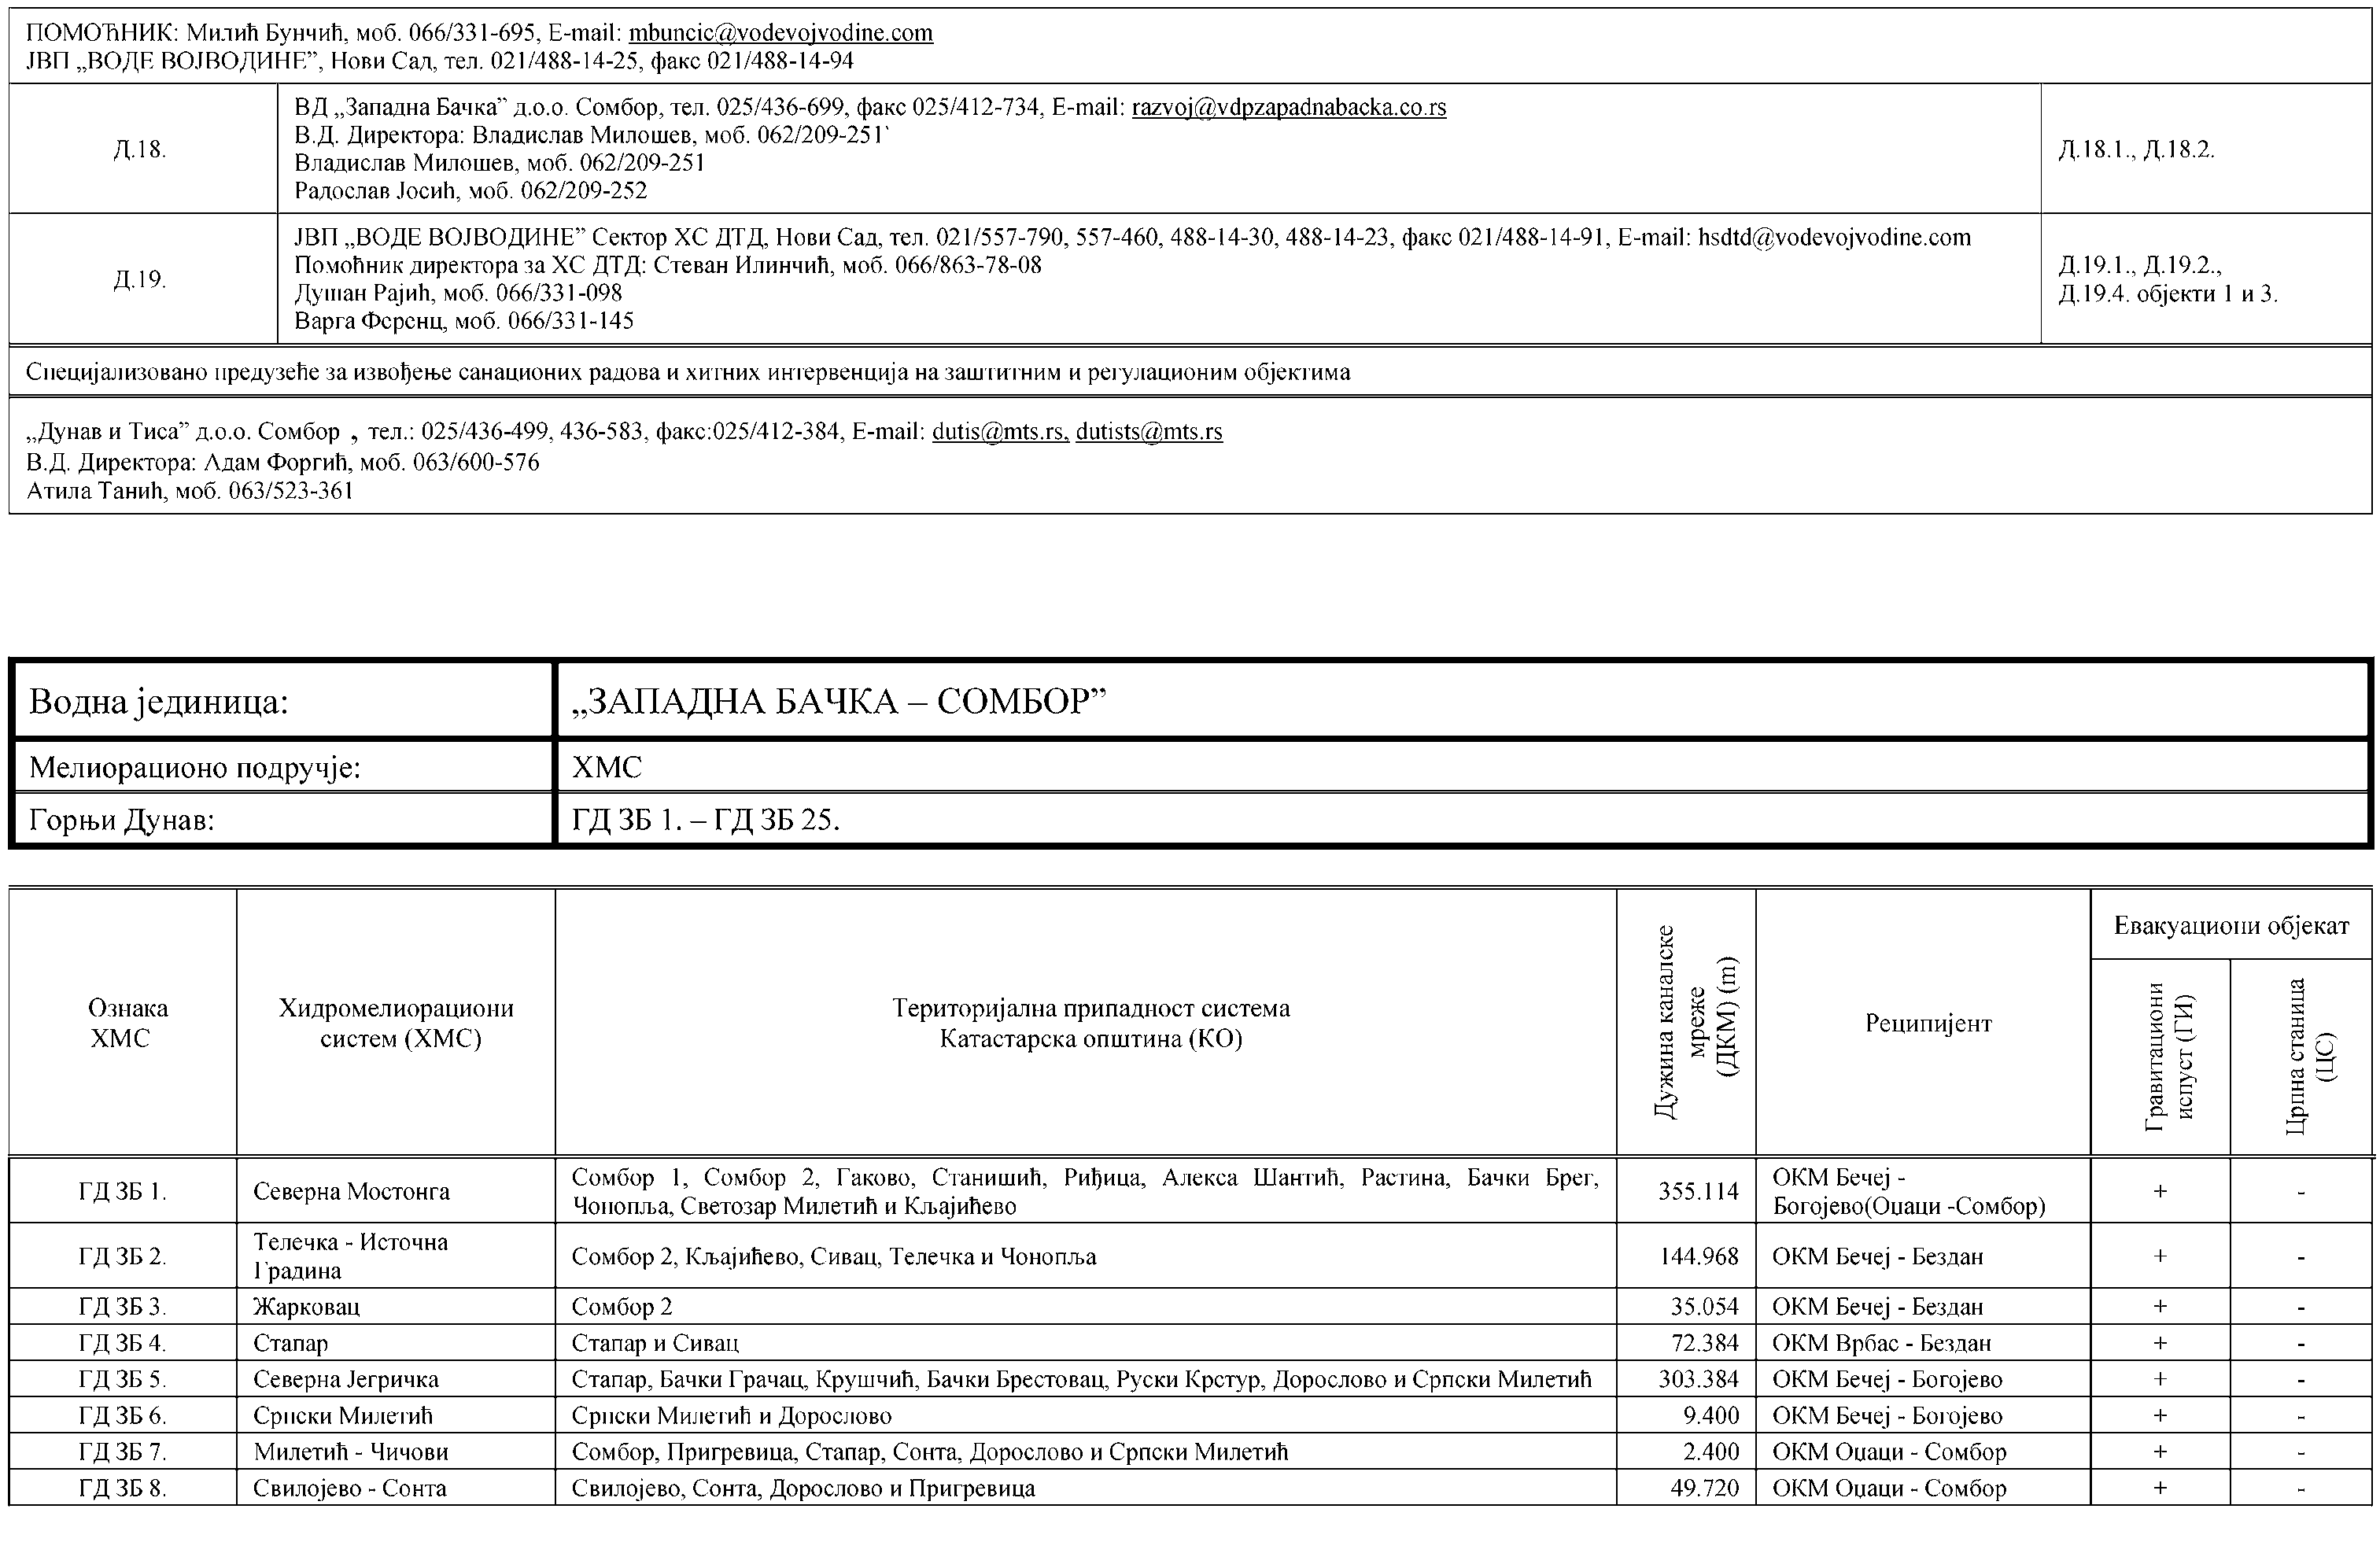 ПОМОЋНИК: Милић Бунчић, моб. 066/331-695, E-mail: mbuncic@vodevojvodine.com
ЈВП „ВОДЕ ВОЈВОДИНЕ”, Нови Сад, тел. 021/488-14-25, факс 021/488-14-94
Д.18.
ВД „Западна Бачка” д.о.о. Сомбор, тел. 025/436-699, факс 025/412-734, E-mail: razvoj@vdpzapadnabacka.co.rs
В.Д. Директора: Владислав Милошев, моб. 062/209-251`
Владислав Милошев, моб. 062/209-251
Радослав Јосић, моб. 062/209-252
Д.18.1., Д.18.2.
Д.19.
ЈВП „ВОДЕ ВОЈВОДИНЕ” Сектор ХС ДТД, Нови Сад, тел. 021/557-790, 557-460, 488-14-30, 488-14-23, факс 021/488-14-91, E-mail: hsdtd@vodevojvodine.com
Помоћник директора за ХС ДТД: Стеван Илинчић, моб. 066/863-78-08
Душан Рајић, моб. 066/331-098
Варга Ференц, моб. 066/331-145
Д.19.1., Д.19.2.,
Д.19.4. објекти 1 и 3.
Специјализовано предузеће за извођење санационих радова и хитних интервенција на заштитним и регулационим објектима
„Дунав и Тиса” д.о.о. Сомбор , тел.: 025/436-499, 436-583, факс:025/412-384, E-mail: dutis@mts.rs, dutists@mts.rs
В.Д. Директора: Адам Форгић, моб. 063/600-576
Атила Танић, моб. 063/523-361
Водна јединица:
„ЗАПАДНА БАЧКА – СОМБОР”
Мелиорационо подручје:
ХМС
Горњи Дунав:
ГД ЗБ 1. – ГД ЗБ 25.
Ознака
ХМС
Хидромелиорациони
систем (ХМС)
Територијална припадност система
Катастарска општина (КО)
Дужина каналске
мреже
(ДКМ) (m)
Реципијент
Евакуациони објекат
Гравитациони
испуст (ГИ)
Црпна станица
(ЦС)
ГД ЗБ 1.
Северна Мостонга
Сомбор 1, Сомбор 2, Гаково, Станишић, Риђица, Алекса Шантић, Растина, Бачки Брег,
Чонопља, Светозар Милетић и Кљајићево
355.114
ОКМ Бечеј -
Богојево(Оџаци -Сомбор)
+
-
ГД ЗБ 2.
Телечка - Источна
Градина
Сомбор 2, Кљајићево, Сивац, Телечка и Чонопља
144.968
ОКМ Бечеј - Бездан
+
-
ГД ЗБ 3.
Жарковац
Сомбор 2
35.054
ОКМ Бечеј - Бездан
+
-
ГД ЗБ 4.
Стапар
Стапар и Сивац
72.384
ОКМ Врбас - Бездан
+
-
ГД ЗБ 5.
Северна Јегричка
Стапар, Бачки Грачац, Крушчић, Бачки Брестовац, Руски Крстур, Дорослово и Српски Милетић
303.384
ОКМ Бечеј - Богојево
+
-
ГД ЗБ 6.
Српски Милетић
Српски Милетић и Дорослово
9.400
ОКМ Бечеј - Богојево
+
-
ГД ЗБ 7.
Милетић - Чичови
Сомбор, Пригревица, Стапар, Сонта, Дорослово и Српски Милетић
2.400
ОКМ Оџаци - Сомбор
+
-
ГД ЗБ 8.
Свилојево - Сонта
Свилојево, Сонта, Дорослово и Пригревица
49.720
ОКМ Оџаци - Сомбор
+
-